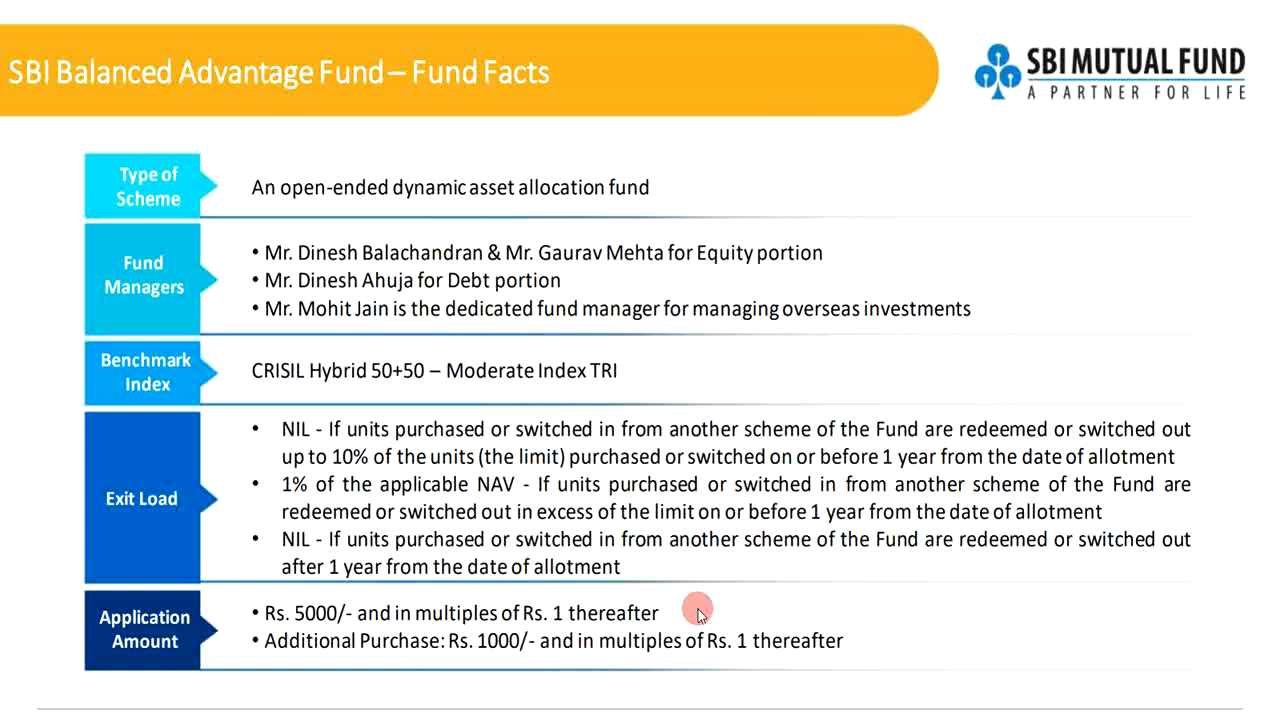 SBI Balanced Advantage Fund – Fund Facts
SBI MUTUAL FUND
A PARTNER FOR LIFE
Type of
Scheme
An open-ended dynamic asset allocation fund
Fund
Managers
• Mr. Dinesh Balachandran & Mr. Gaurav Mehta for Equity portion
• Mr. Dinesh Ahuja for Debt portion
• Mr. Mohit Jain is the dedicated fund manager for managing overseas investments
Benchmark
Index
CRISIL Hybrid 50+50 – Moderate Index TRI
Exit Load
• NIL - If units purchased or switched in from another scheme of the Fund are redeemed or switched out
up to 10% of the units (the limit) purchased or switched on or before 1 year from the date of allotment
• 1% of the applicable NAV - If units purchased or switched in from another scheme of the Fund are
redeemed or switched out in excess of the limit on or before 1 year from the date of allotment
• NIL - If units purchased or switched in from another scheme of the Fund are redeemed or switched out
after 1 year from the date of allotment
Application
Amount
• Rs. 5000/- and in multiples of Rs. 1 thereafter
• Additional Purchase: Rs. 1000/- and in multiples of Rs. 1 thereafter